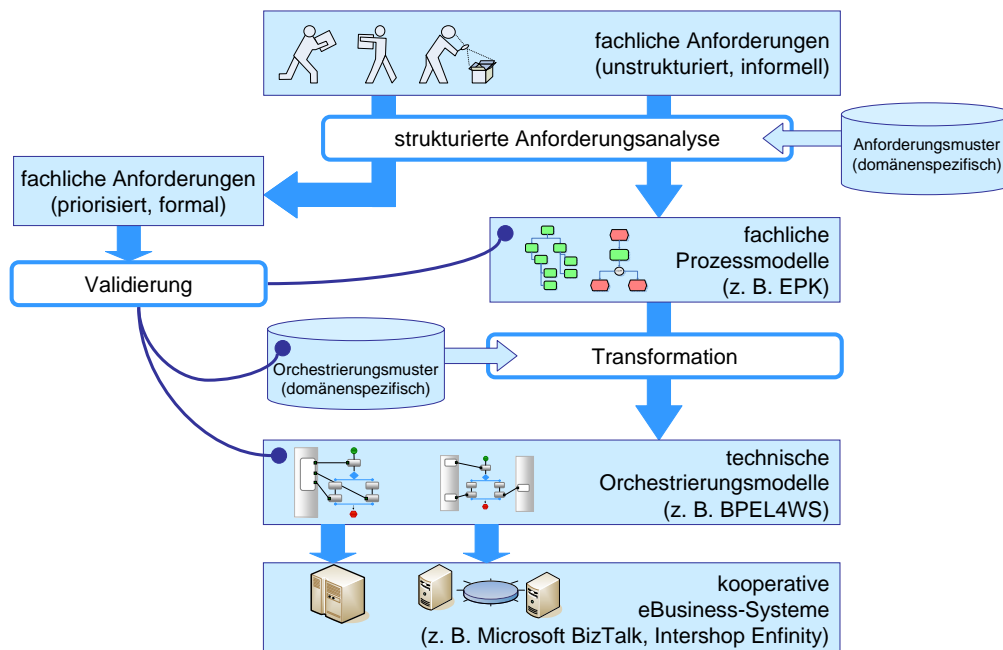 fachliche Anforderungen
(unstrukturiert, informell)
strukturierte Anforderungsanalyse
Anforderungsmuster
(domänenspezifisch)
fachliche Anforderungen
(priorisiert, formal)
fachliche
Prozessmodelle
(z. B. EPK)
Validierung
Orchestrierungsmuster
(domänenspezifisch)
Transformation
technische
Orchestrierungsmodelle
(z. B. BPEL4WS)
kooperative
eBusiness-Systeme
(z. B. Microsoft BizTalk, Intershop Enfinity)